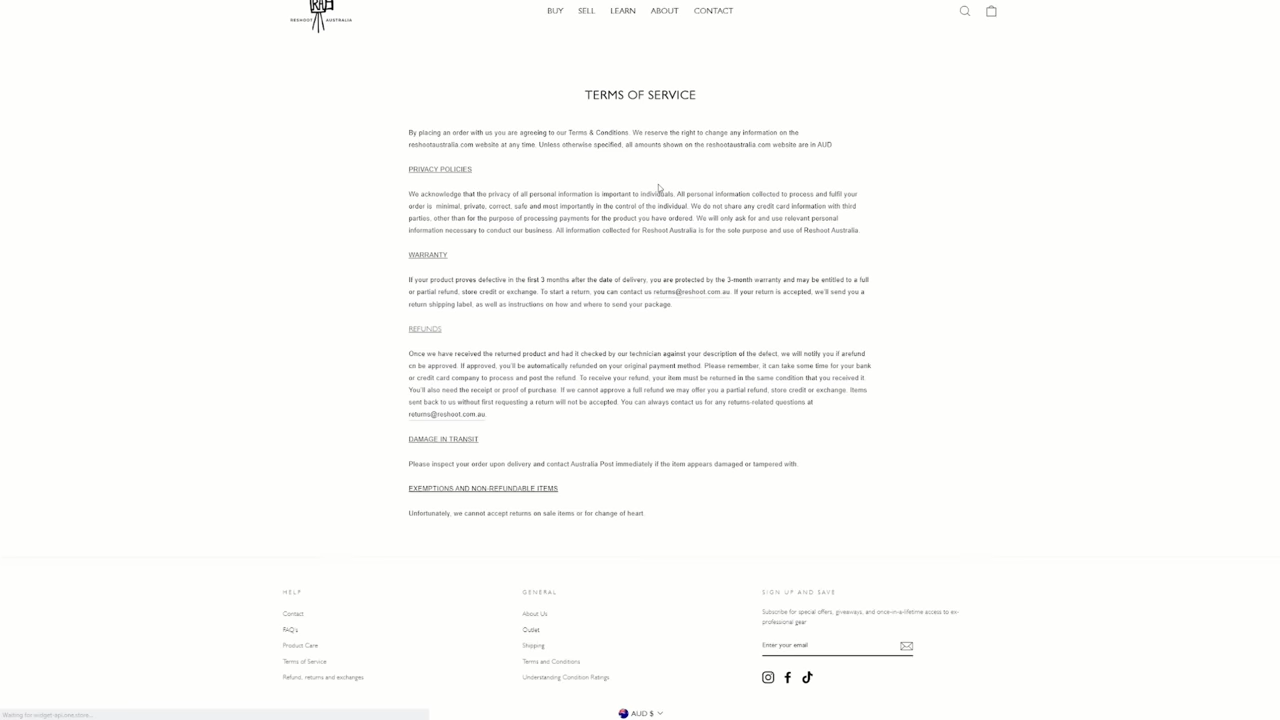 RESHOOT AUSTRALIA
BUY SELL LEARN ABOUT CONTACT
TERMS OF SERVICE
By placing an order with us you are agreeing to our Terms & Conditions. We reserve the right to change any information on the
reshootaustralia.com website at any time. Unless otherwise specified, all amounts shown on the reshootaustralia.com website are in AUD
PRIVACY POLICIES
We acknowledge that the privacy of all personal information is important to individuals. All personal information collected to process and fulfil your
order is minimal, private, correct, safe and most importantly in the control of the individual. We do not share any credit card information with third
parties, other than for the purpose of processing payments for the product you have ordered. We will only ask for and use relevant personal
information necessary to conduct our business. All information collected for Reshoot Australia is for the sole purpose and use of Reshoot Australia.
WARRANTY
If your product proves defective in the first 3 months after the date of delivery, you are protected by the 3-month warranty and may be entitled to a full
or partial refund, store credit or exchange. To start a return, you can contact us returns@reshoot.com.au. If your return is accepted, we'll send you a
return shipping label, as well as instructions on how and where to send your package.
REFUNDS
Once we have received the returned product and had it checked by our technician against your description of the defect, we will notify you if arefund
cn be approved. If approved, you'll be automatically refunded on your original payment method. Please remember, it can take some time for your bank
or credit card company to process and post the refund. To receive your refund, your item must be returned in the same condition that you received it.
You'll also need the receipt or proof of purchase. If we cannot approve a full refund we may offer you a partial refund, store credit or exchange. Items
sent back to us without first requesting a return will not be accepted. You can always contact us for any returns-related questions at
returns@reshoot.com.au.
DAMAGE IN TRANSIT
Please inspect your order upon delivery and contact Australia Post immediately if the item appears damaged or tampered with.
EXEMPTIONS AND NON-REFUNDABLE ITEMS
Unfortunately, we cannot accept returns on sale items or for change of heart.
HELP
Contact
FAQ's
Product Care
Terms of Service
Refund, returns and exchanges
GENERAL
About Us
Outlet
Shipping
Terms and Conditions
Understanding Condition Ratings
SIGN UP AND SAVE
Subscribe for special offers, giveaways, and once-in-a-lifetime access to ex-
professional gear
Enter your email
AUD $